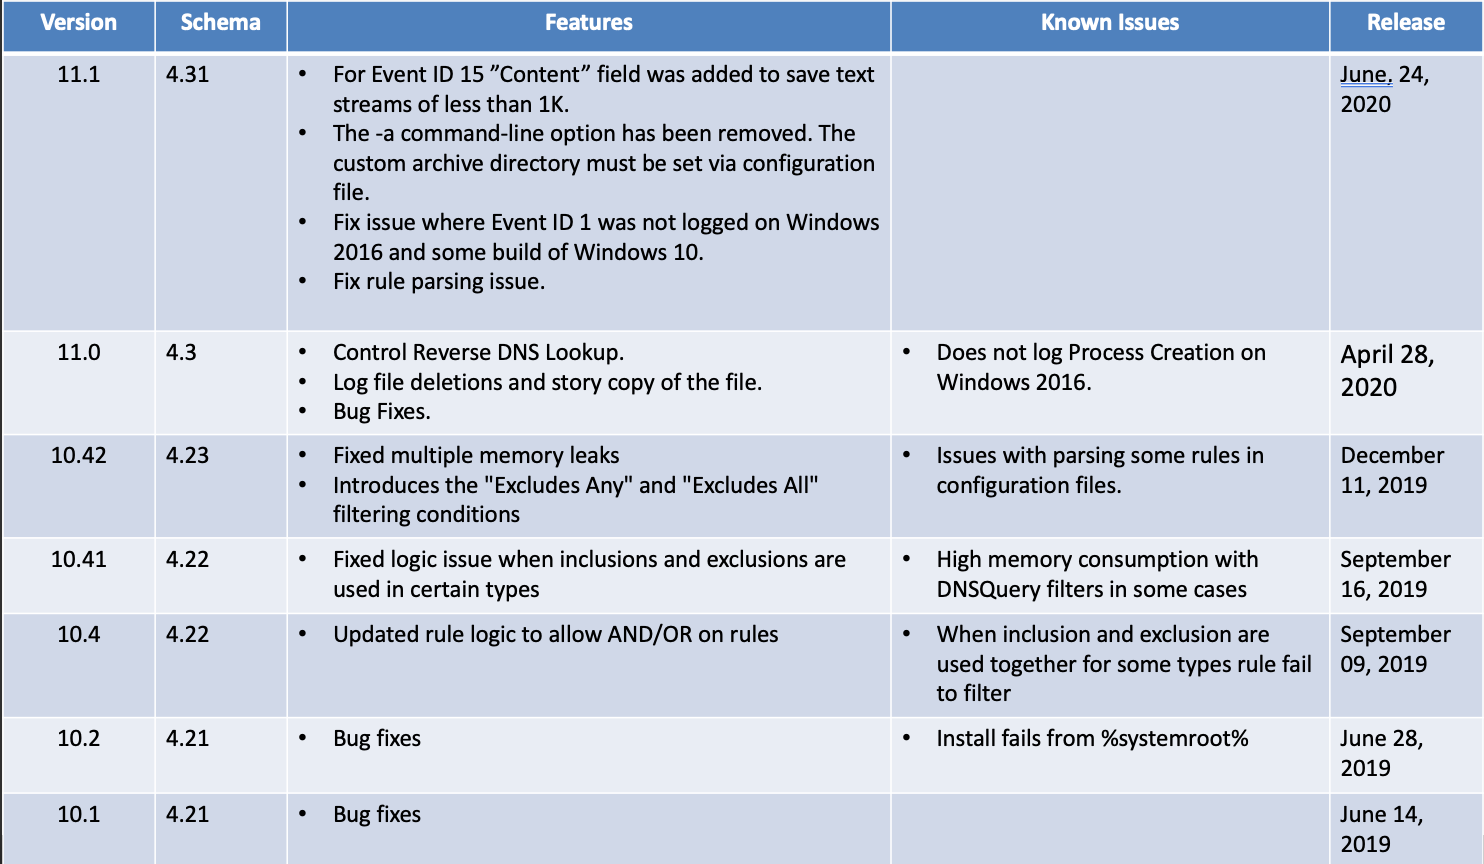 Version Schema Features Known Issues Release
11.1 4.31 • For Event ID 15 ”Content” field was added to save text June, 24,
streams of less than 1K. 2020
• The -a command-line option has been removed. The
custom archive directory must be set via configuration
file.
• Fix issue where Event ID 1 was not logged on Windows
2016 and some build of Windows 10.
• Fix rule parsing issue.
11.0 4.3 • Control Reverse DNS Lookup. • Does not log Process Creation on April 28,
• Log file deletions and story copy of the file. Windows 2016. 2020
• Bug Fixes.
10.42 4.23 • Fixed multiple memory leaks • Issues with parsing some rules in December
• Introduces the "Excludes Any" and "Excludes All" configuration files. 11, 2019
filtering conditions
10.41 4.22 • Fixed logic issue when inclusions and exclusions are • High memory consumption with September
used in certain types DNSQuery filters in some cases 16, 2019
10.4 4.22 • Updated rule logic to allow AND/OR on rules • When inclusion and exclusion are September
used together for some types rule fail 09, 2019
to filter
10.2 4.21 • Bug fixes • Install fails from %systemroot% June 28,
2019
10.1 4.21 • Bug fixes June 14,
2019